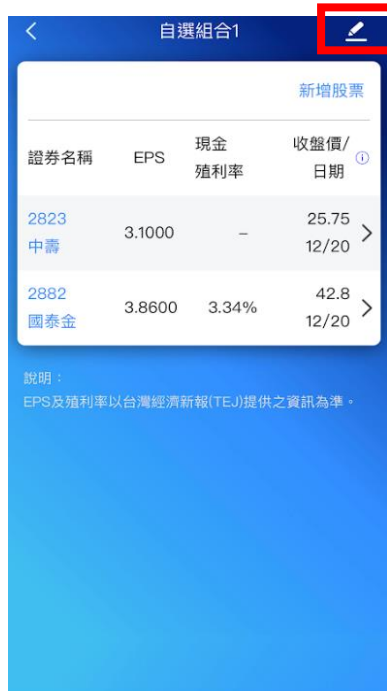 自選組合1
新增股票
證券名稱 EPS 現金殖利率 收盤價/日期
2823 中壽 3.1000 – 25.75 12/20
2882 國泰金 3.8600 3.34% 42.8 12/20
說明：
EPS及殖利率以台灣經濟新報(TEJ)提供之資訊為準。